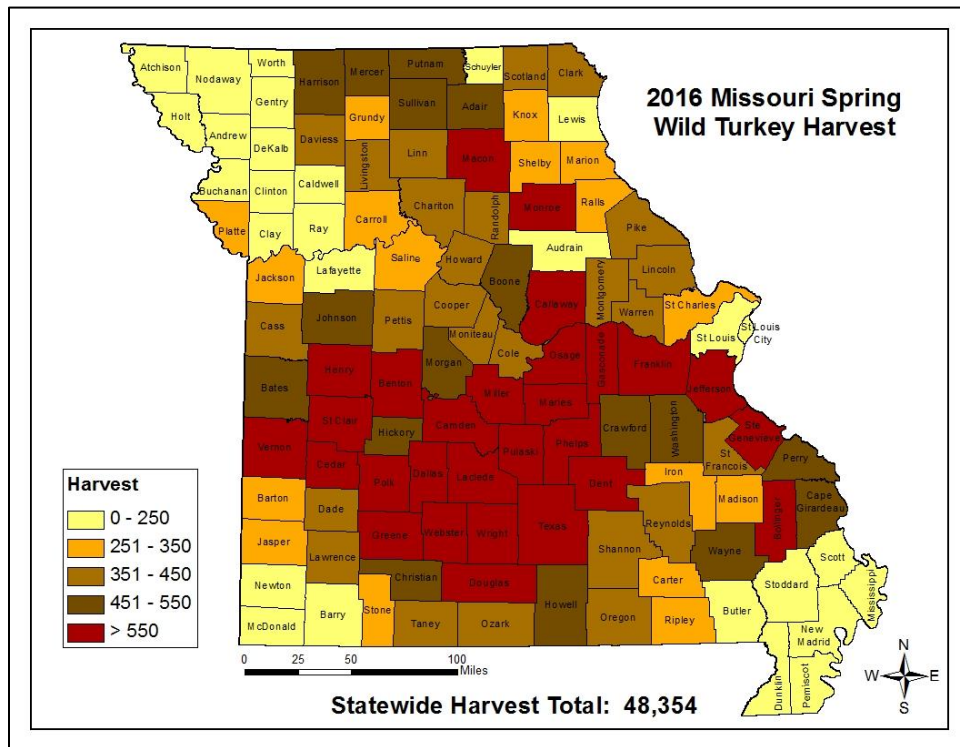 2016 Missouri Spring
Wild Turkey Harvest
Atchison
Nodaway
Worth
Harrison
Mercer
Putnam
Schuyler
Scotland
Clark
Holt
Gentry
Sullivan
Adair
Knox
Lewis
Andrew
DeKalb
Daviess
Grundy
Livingston
Linn
Macon
Shelby
Marion
Buchanan
Clinton
Caldwell
Chariton
Randolph
Monroe
Ralls
Pike
Platte
Clay
Ray
Carroll
Audrain
Jackson
Lafayette
Saline
Howard
Boone
Callaway
Montgomery
Lincoln
Warren
St Charles
St Louis
St Louis
City
Cass
Johnson
Pettis
Cooper
Moniteau
Cole
Osage
Gasconade
Franklin
Jefferson
Bates
Henry
Benton
Morgan
Miller
Maries
Vernon
St Clair
Hickory
Camden
Pulaski
Phelps
Crawford
Washington
Ste
Genevieve
St
Francois
Perry
Cedar
Polk
Dallas
Laclede
Dent
Iron
Madison
Bollinger
Cape
Girardeau
Barton
Dade
Greene
Webster
Wright
Texas
Reynolds
Wayne
Jasper
Lawrence
Christian
Douglas
Shannon
Carter
Stoddard
Scott
Mississippi
Newton
McDonald
Barry
Stone
Taney
Ozark
Howell
Oregon
Ripley
Butler
New
Madrid
Dunklin
Pemiscot
Harvest
0 - 250
251 - 350
351 - 450
451 - 550
> 550
0 25 50 100
Miles
N
W E
S
Statewide Harvest Total: 48,354